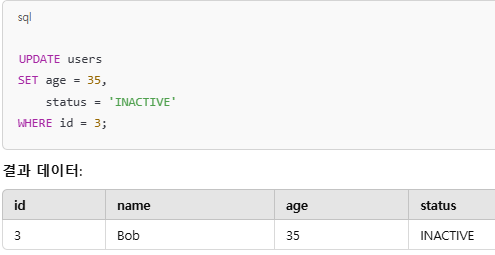 sql
UPDATE users
SET age = 35,
    status = 'INACTIVE'
WHERE id = 3;
결과 데이터:
id name age status
3 Bob 35 INACTIVE